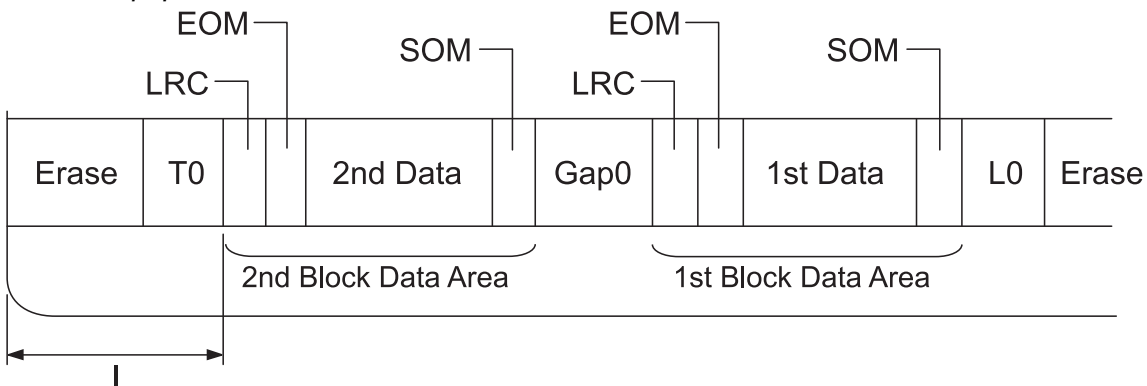 EOM
EOM
SOM
SOM
LRC
LRC
Erase
T0
2nd Data
Gap0
1st Data
L0
Erase
2nd Block Data Area
1st Block Data Area